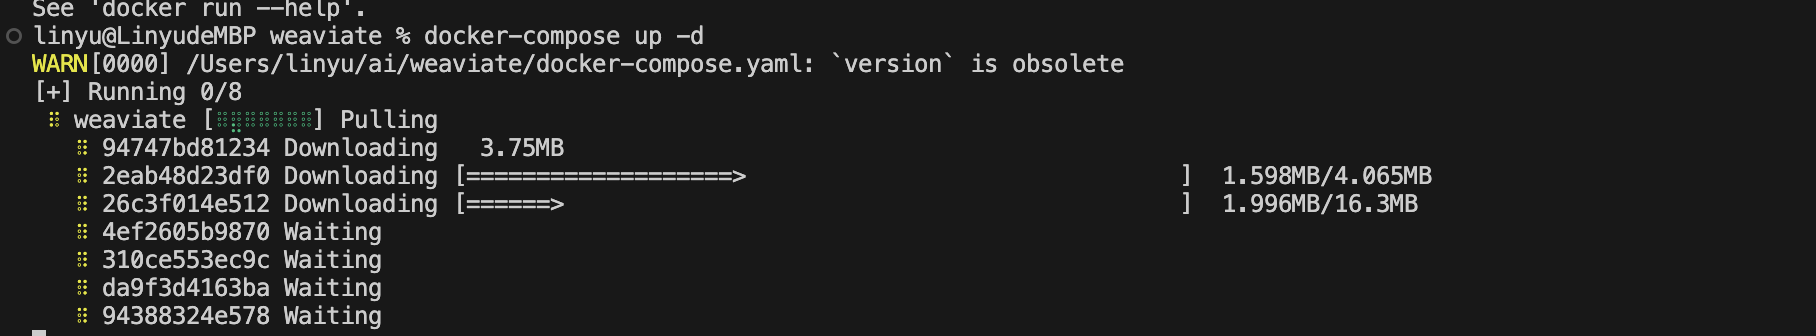 See 'docker run --help'.
linyu@LinyudeMBP weaviate % docker-compose up -d
WARN[0000] /Users/linyu/ai/weaviate/docker-compose.yaml: `version` is obsolete
[+] Running 0/8
⠿ weaviate [⠿⠿⠿⠿⠿⠿⠿] Pulling
⠿ 94747bd81234 Downloading 3.75MB
⠿ 2eab48d23df0 Downloading [===================> ] 1.598MB/4.065MB
⠿ 26c3f014e512 Downloading [======> ] 1.996MB/16.3MB
⠿ 4ef2605b9870 Waiting
⠿ 310ce553ec9c Waiting
⠿ da9f3d4163ba Waiting
⠿ 94388324e578 Waiting